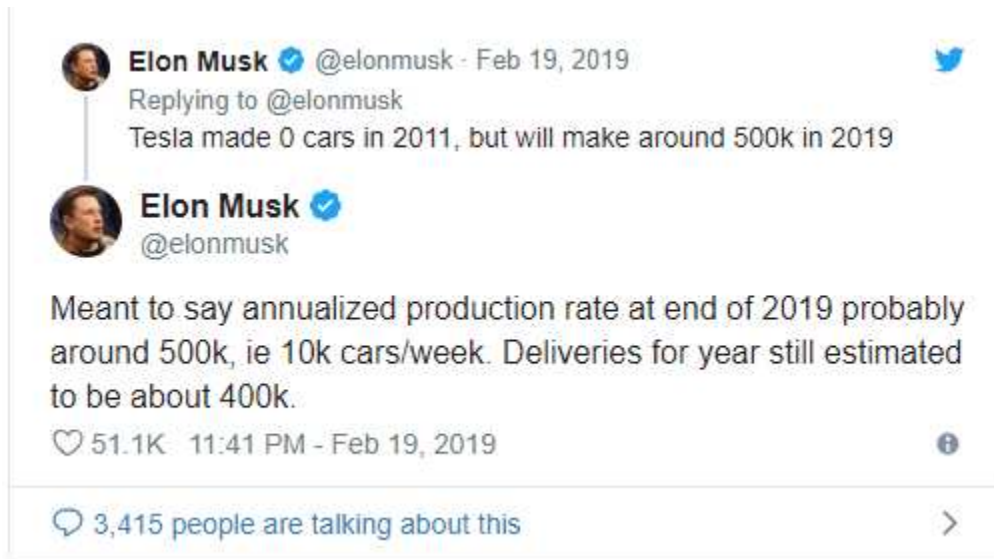 Elon Musk @elonmusk · Feb 19, 2019
Replying to @elonmusk
Tesla made 0 cars in 2011, but will make around 500k in 2019
Elon Musk
@elonmusk
Meant to say annualized production rate at end of 2019 probably
around 500k, ie 10k cars/week. Deliveries for year still estimated
to be about 400k.
51.1K 11:41 PM - Feb 19, 2019
3,415 people are talking about this